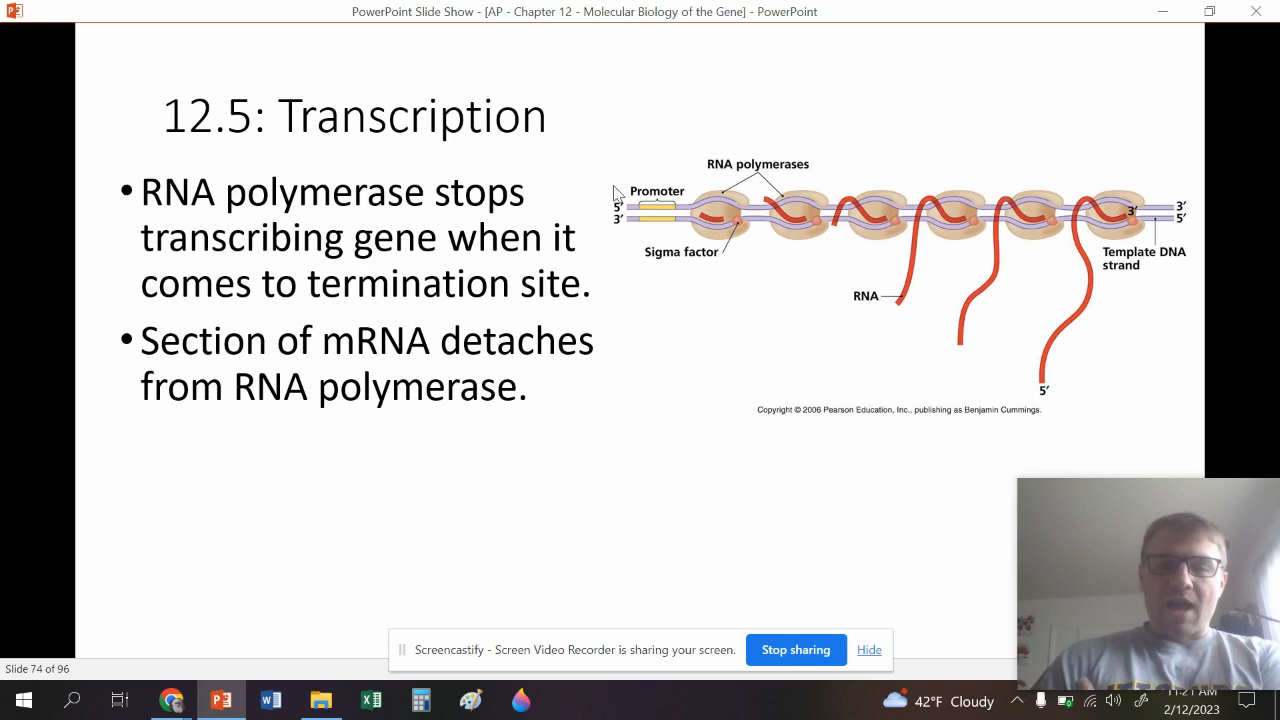 PowerPoint Slide Show - [AP - Chapter 12 - Molecular Biology of the Gene] - PowerPoint
12.5: Transcription
• RNA polymerase stops
transcribing gene when it
comes to termination site.
• Section of mRNA detaches
from RNA polymerase.
RNA polymerases
Promoter
5′
3′
3′
3′
5′
Sigma factor
Template DNA
strand
RNA
5′
Copyright © 2006 Pearson Education, Inc., publishing as Benjamin Cummings.
Screencastify - Screen Video Recorder is sharing your screen.
Stop sharing
Hide
Slide 74 of 96
42°F Cloudy
11:21 AM
2/12/2023